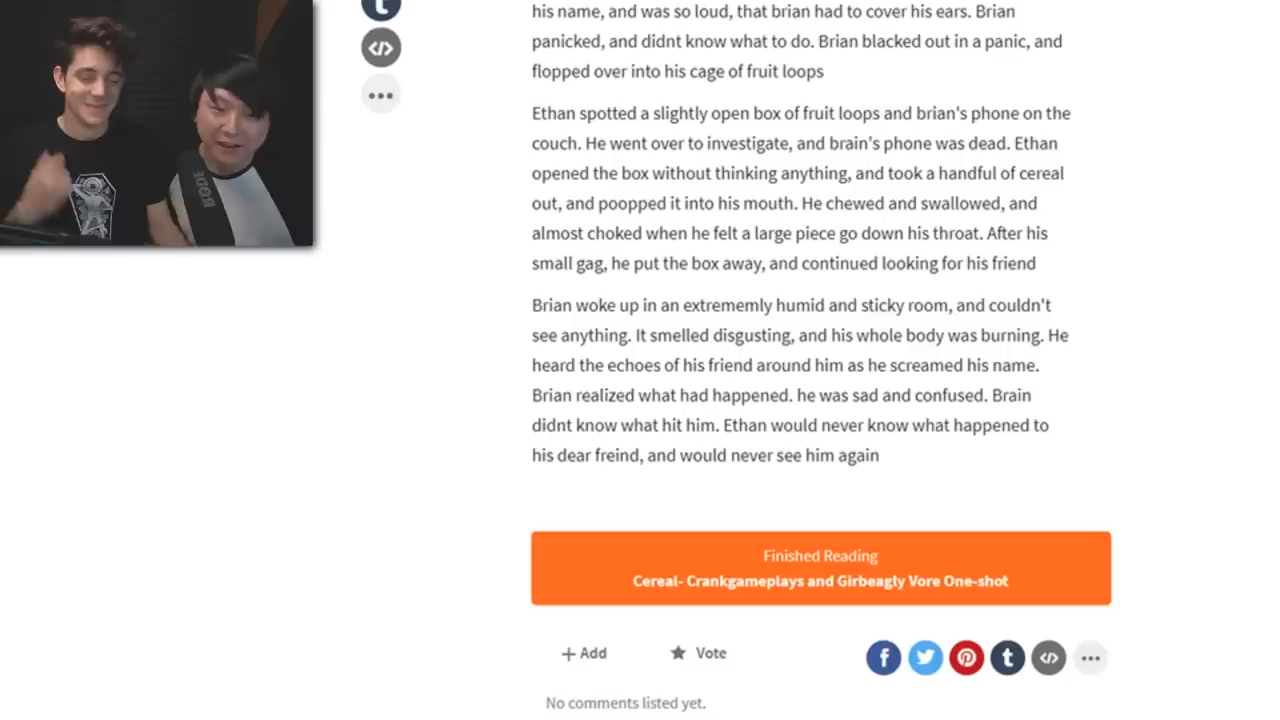 his name, and was so loud, that brian had to cover his ears. Brian
panicked, and didnt know what to do. Brian blacked out in a panic, and
flopped over into his cage of fruit loops
Ethan spotted a slightly open box of fruit loops and brian's phone on the
couch. He went over to investigate, and brain's phone was dead. Ethan
opened the box without thinking anything, and took a handful of cereal
out, and poopped it into his mouth. He chewed and swallowed, and
almost choked when he felt a large piece go down his throat. After his
small gag, he put the box away, and continued looking for his friend
Brian woke up in an extrememly humid and sticky room, and couldn't
see anything. It smelled disgusting, and his whole body was burning. He
heard the echoes of his friend around him as he screamed his name.
Brian realized what had happened. he was sad and confused. Brain
didnt know what hit him. Ethan would never know what happened to
his dear freind, and would never see him again
Finished Reading
Cereal- Crankgameplays and Girbeagly Vore One-shot
+ Add
Vote
No comments listed yet.
RODE